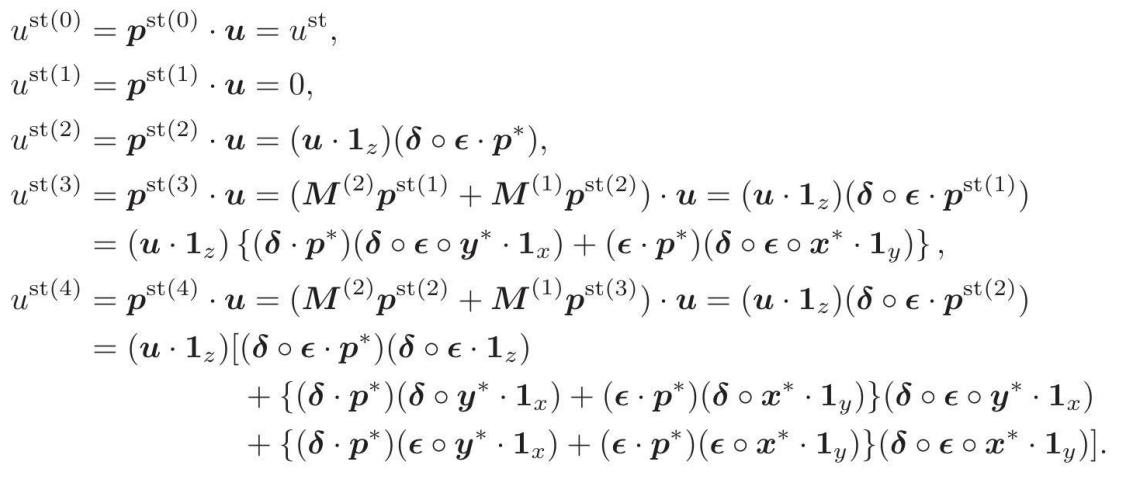 u^{st(0)} = p^{st(0)} · u = u^{st},
u^{st(1)} = p^{st(1)} · u = 0,
u^{st(2)} = p^{st(2)} · u = (u · 1_z)(δ ∘ ϵ · p^*),
u^{st(3)} = p^{st(3)} · u = (M^{(2)}p^{st(1)} + M^{(1)}p^{st(2)}) · u = (u · 1_z)(δ ∘ ϵ · p^{st(1)})
= (u · 1_z) {(δ · p^*)(δ ∘ ϵ ∘ y^* · 1_x) + (ϵ · p^*)(δ ∘ ϵ ∘ x^* · 1_y)} ,
u^{st(4)} = p^{st(4)} · u = (M^{(2)}p^{st(2)} + M^{(1)}p^{st(3)}) · u = (u · 1_z)(δ ∘ ϵ · p^{st(2)})
= (u · 1_z)[(δ ∘ ϵ · p^*)(δ ∘ ϵ · 1_z)
+ {(δ · p^*)(δ ∘ y^* · 1_x) + (ϵ · p^*)(δ ∘ x^* · 1_y)}(δ ∘ ϵ ∘ y^* · 1_x)
+ {(δ · p^*)(ϵ ∘ y^* · 1_x) + (ϵ · p^*)(ϵ ∘ x^* · 1_y)}(δ ∘ ϵ ∘ x^* · 1_y)].